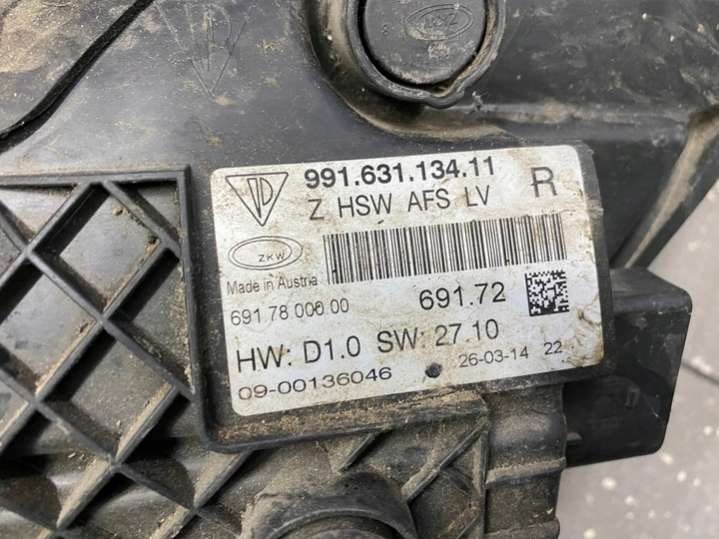 991.631.134.11
Z HSW AFS LV R
ZKW
Made in Austria
691.78.000.00 691.72
HW: D1.0 SW: 27.10
09-00136046 26-03-14 22